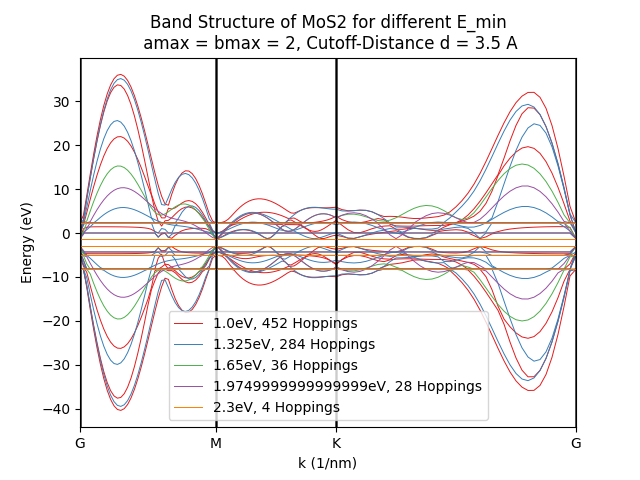 Band Structure of MoS2 for different E_min
amax = bmax = 2, Cutoff-Distance d = 3.5 A
Energy (eV)
30
20
10
0
−10
−20
−30
−40
1.0eV, 452 Hoppings
1.325eV, 284 Hoppings
1.65eV, 36 Hoppings
1.9749999999999999eV, 28 Hoppings
2.3eV, 4 Hoppings
G M K G
k (1/nm)